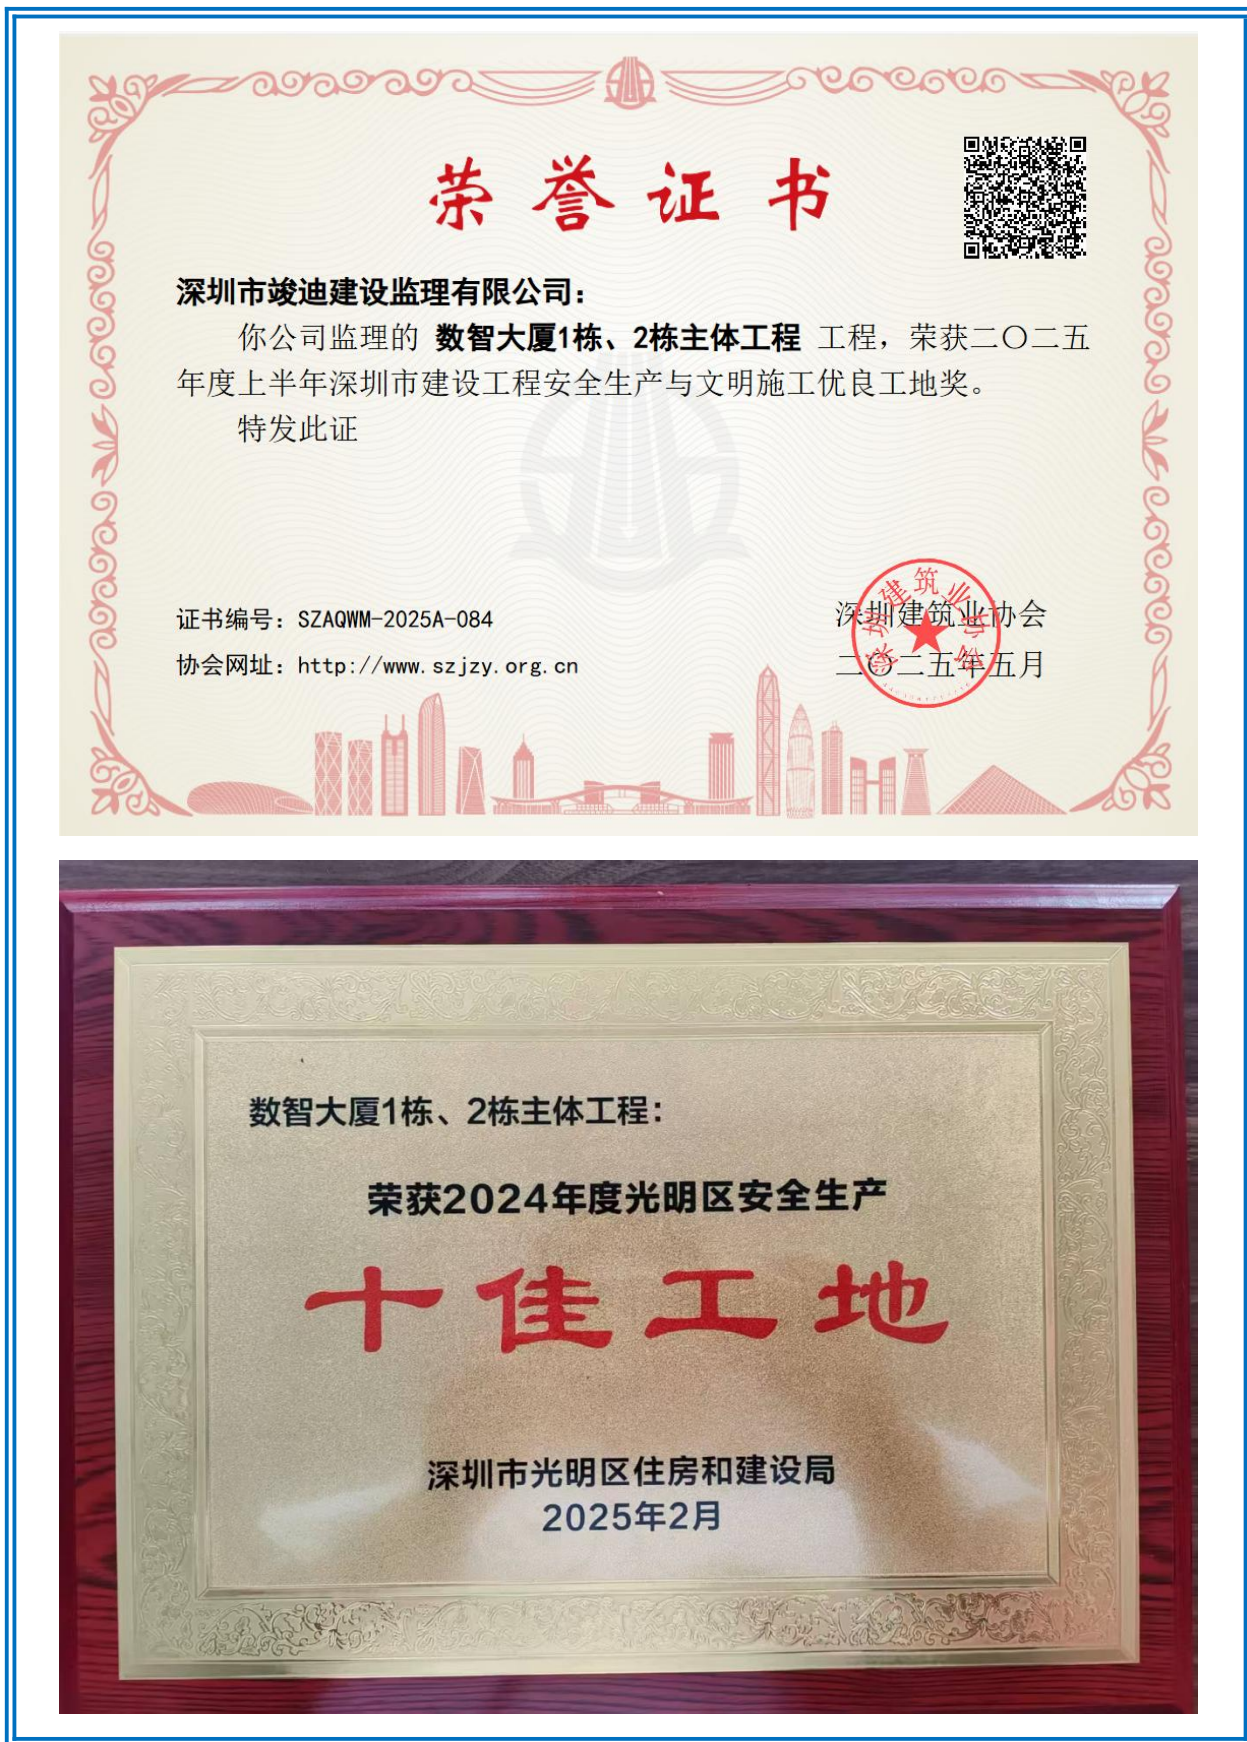 荣誉证书
深圳市竣迪建设监理有限公司：
你公司监理的 数智大厦1栋、2栋主体工程 工程，荣获二〇二五
年度上半年深圳市建设工程安全生产与文明施工优良工地奖。
特发此证
证书编号：SZAQWM-2025A-084
深圳建筑业协会
协会网址：http://www.szjzy.org.cn
二〇二五年五月
深圳建筑业协会
数智大厦1栋、2栋主体工程：
荣获2024年度光明区安全生产
十佳工地
深圳市光明区住房和建设局
2025年2月